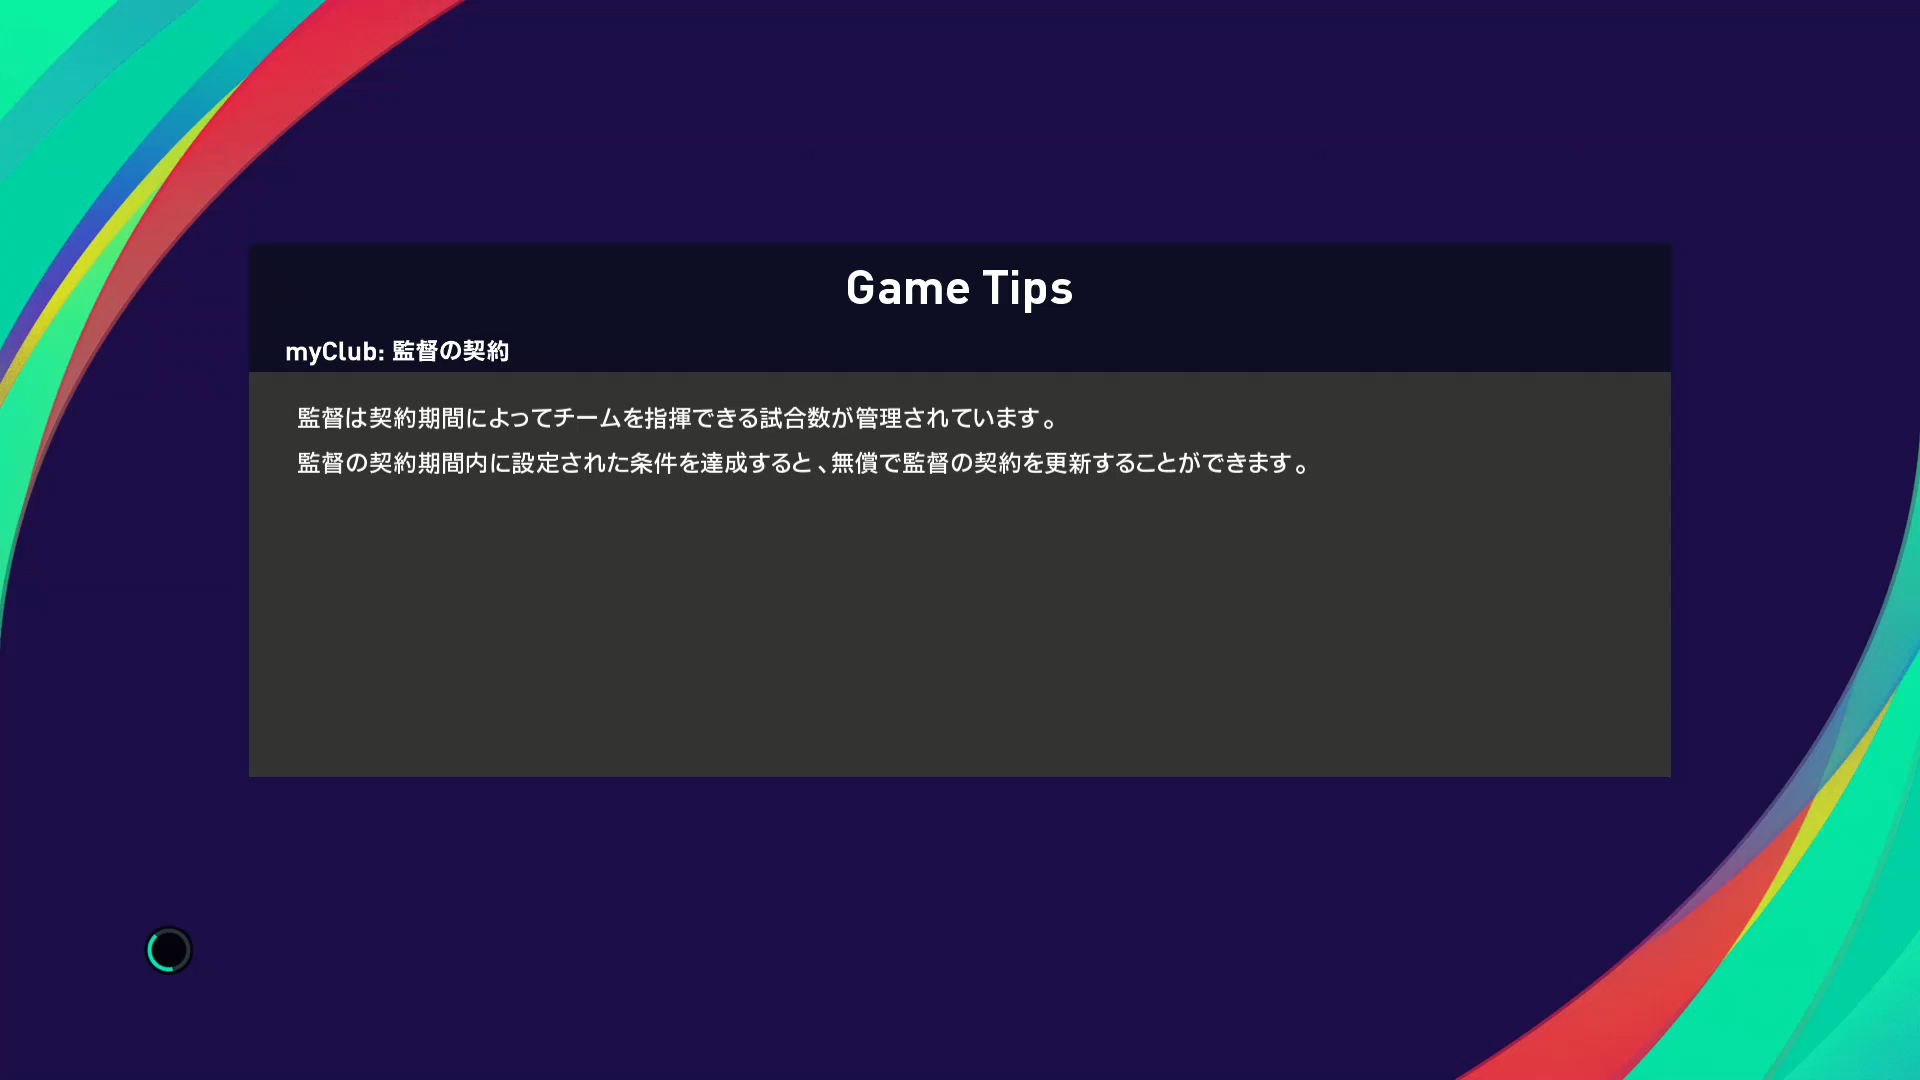 Game Tips
myClub: 監督の契約
監督は契約期間によってチームを指揮できる試合数が管理されています。
監督の契約期間内に設定された条件を達成すると、無償で監督の契約を更新することができます。